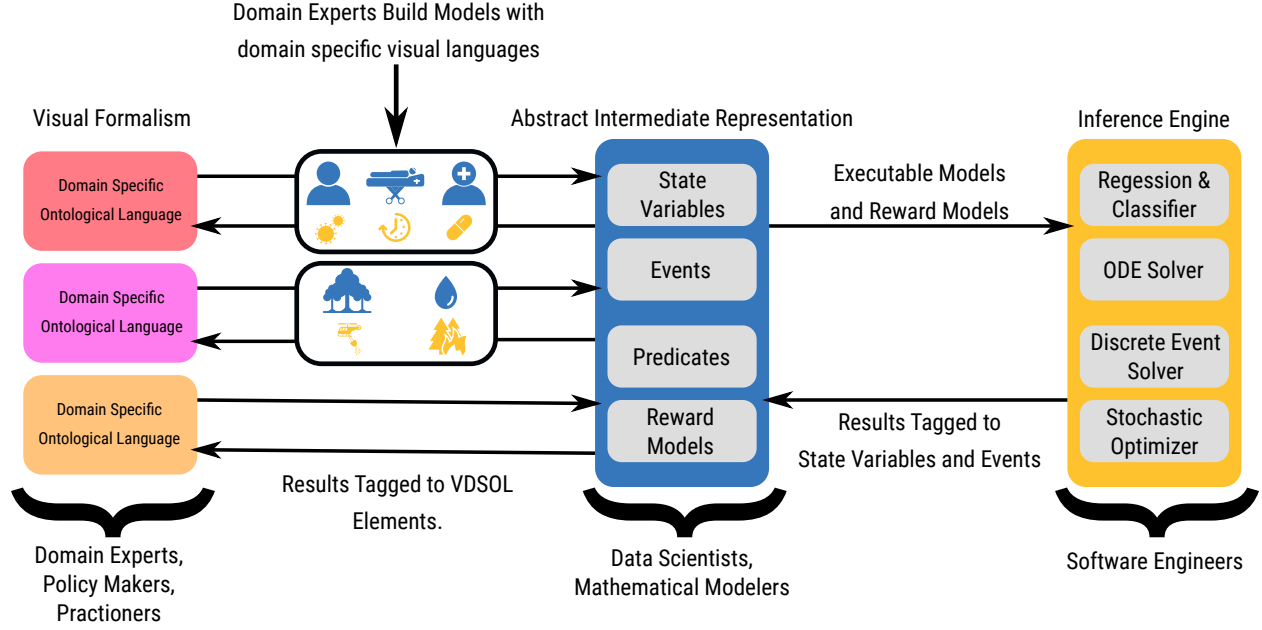 Domain Experts Build Models with
domain specific visual languages
Visual Formalism
Domain Specific
Ontological Language
Domain Specific
Ontological Language
Domain Specific
Ontological Language
Abstract Intermediate Representation
State
Variables
Events
Predicates
Reward
Models
Executable Models
and Reward Models
Inference Engine
Regression &
Classifier
ODE Solver
Discrete Event
Solver
Stochastic
Optimizer
Results Tagged to
State Variables and Events
Results Tagged to VDSOL
Elements.
Domain Experts,
Policy Makers,
Practioners
Data Scientists,
Mathematical Modelers
Software Engineers